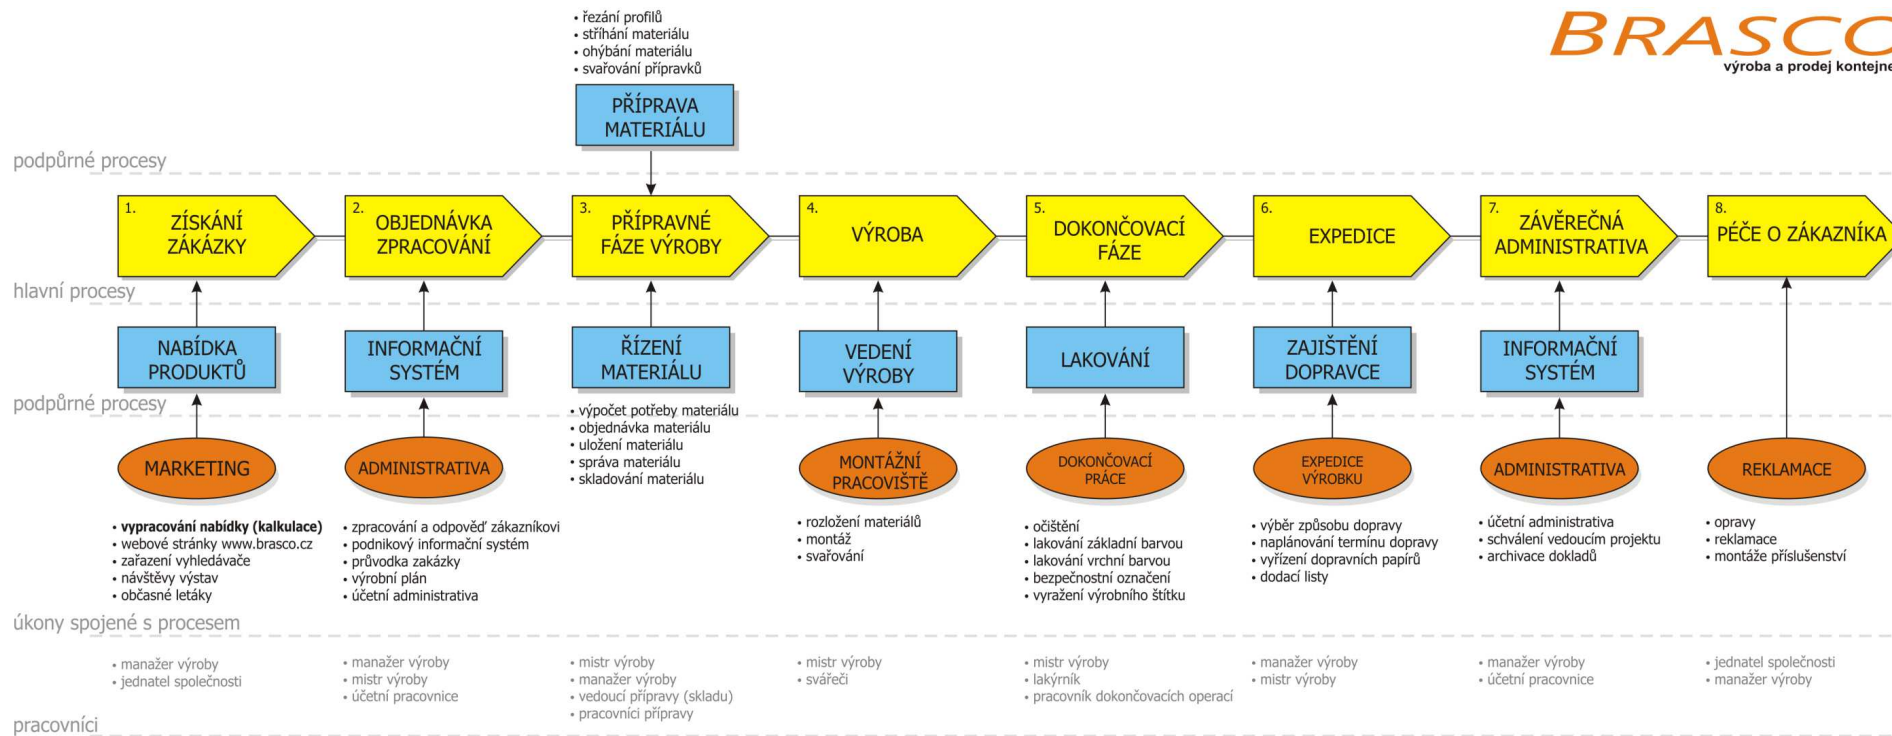 • řezání profilů
• stříhání materiálu
• ohýbání materiálu
• svařování přípravků
BRASCO
výroba a prodej kontejne
PŘÍPRAVA
MATERIÁLU
podpůrné procesy
1.
ZÍSKÁNÍ
ZÁKÁZKY
2.
OBJEDNÁVKA
ZPRACOVÁNÍ
3.
PŘÍPRAVNÉ
FÁZE VÝROBY
4.
VÝROBA
5.
DOKONČOVACÍ
FÁZE
6.
EXPEDICE
7.
ZÁVĚREČNÁ
ADMINISTRATIVA
8.
PÉČE O ZÁKAZNÍKA
hlavní procesy
NABÍDKA
PRODUKTŮ
INFORMAČNÍ
SYSTÉM
ŘÍZENÍ
MATERIÁLU
VEDENÍ
VÝROBY
LAKOVÁNÍ
ZAJIŠTĚNÍ
DOPRAVCE
INFORMAČNÍ
SYSTÉM
podpůrné procesy
MARKETING
ADMINISTRATIVA
• výpočet potřeby materiálu
• objednávka materiálu
• uložení materiálu
• správa materiálu
• skladování materiálu
MONTÁŽNÍ
PRACOVIŠTĚ
DOKONČOVACÍ
PRÁCE
EXPEDICE
VÝROBKU
ADMINISTRATIVA
REKLAMACE
• vypracování nabídky (kalkulace)
• webové stránky www.brasco.cz
• zařazení vyhledávače
• návštěvy výstav
• občasné letáky
• zpracování a odpověď zákazníkovi
• podnikový informační systém
• průvodka zakázky
• výrobní plán
• účetní administrativa
• rozložení materiálů
• montáž
• svařování
• očištění
• lakování základní barvou
• lakování vrchní barvou
• bezpečnostní označení
• vyražení výrobního štítku
• výběr způsobu dopravy
• naplánování termínu dopravy
• vyřízení dopravních papírů
• dodací listy
• účetní administrativa
• schválení vedoucím projektu
• archivace dokladů
• opravy
• reklamace
• montáže příslušenství
úkony spojené s procesem
• manažer výroby
• jednatel společnosti
• manažer výroby
• mistr výroby
• účetní pracovnice
• mistr výroby
• manažer výroby
• vedoucí přípravy (skladu)
• pracovníci přípravy
• mistr výroby
• svářeči
• mistr výroby
• lakýrník
• pracovník dokončovacích operací
• manažer výroby
• mistr výroby
• manažer výroby
• účetní pracovnice
• jednatel společnosti
• manažer výroby
pracovníci